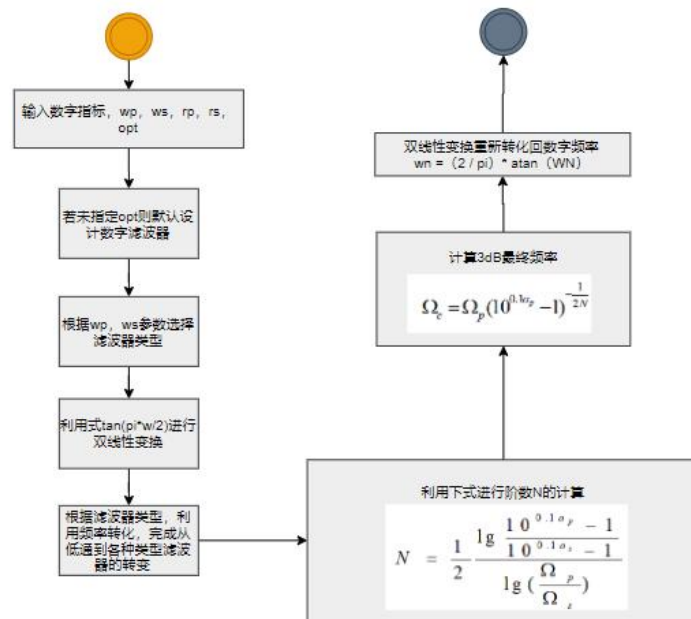 输入数字指标，wp，ws，rp，rs，
opt
若未指定opt则默认设
计数字滤波器
根据wp，ws参数选择
滤波器类型
利用式tan(pi*w/2)进行
双线性变换
根据滤波器类型，利
用频率转化，完成从
低通到各种类型滤波
器的转变
利用下式进行阶数N的计算
N = 1/2 lg((10^0.1α_p − 1)/(10^0.1α_s − 1)) / lg(Ω_p/Ω_s)
计算3dB最终频率
Ω_c=Ω_p(10^0.1α_p −1)^−1/2N
双线性变换重新转化回数字频率
wn =（2 / pi）* atan（WN）